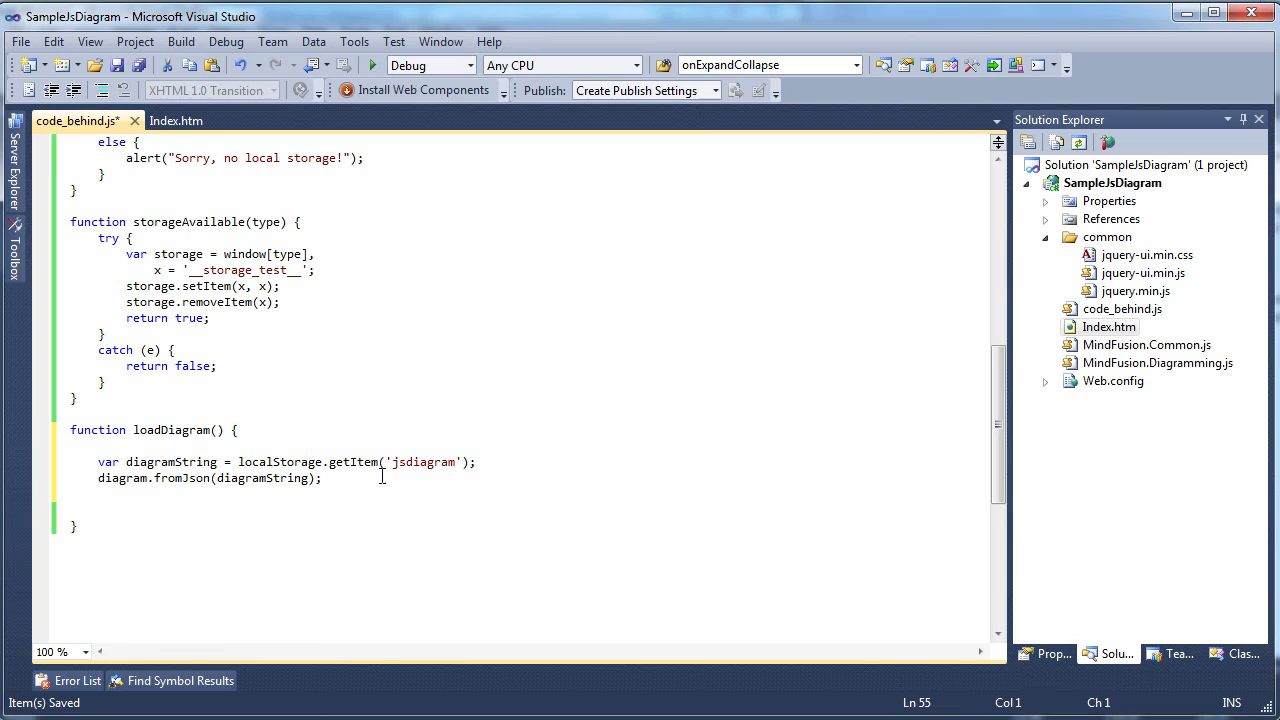 SampleJsDiagram - Microsoft Visual Studio
File Edit View Project Build Debug Team Data Tools Test Window Help
Debug Any CPU onExpandCollapse
XHTML 1.0 Transition Install Web Components Publish: Create Publish Settings
code_behind.js* Index.htm
else {
alert("Sorry, no local storage!");
}
}
function storageAvailable(type) {
try {
var storage = window[type],
x = '__storage_test__';
storage.setItem(x, x);
storage.removeItem(x);
return true;
}
catch (e) {
return false;
}
}
function loadDiagram() {
var diagramString = localStorage.getItem('jsdiagram');
diagram.fromJson(diagramString);
}
100 %
Server Explorer
Toolbox
Solution Explorer
Solution 'SampleJsDiagram' (1 project)
SampleJsDiagram
Properties
References
common
jquery-ui.min.css
jquery-ui.min.js
jquery.min.js
code_behind.js
Index.htm
MindFusion.Common.js
MindFusion.Diagramming.js
Web.config
Prop... Solu... Tea... Clas...
Error List Find Symbol Results
Item(s) Saved Ln 55 Col 1 Ch 1 INS